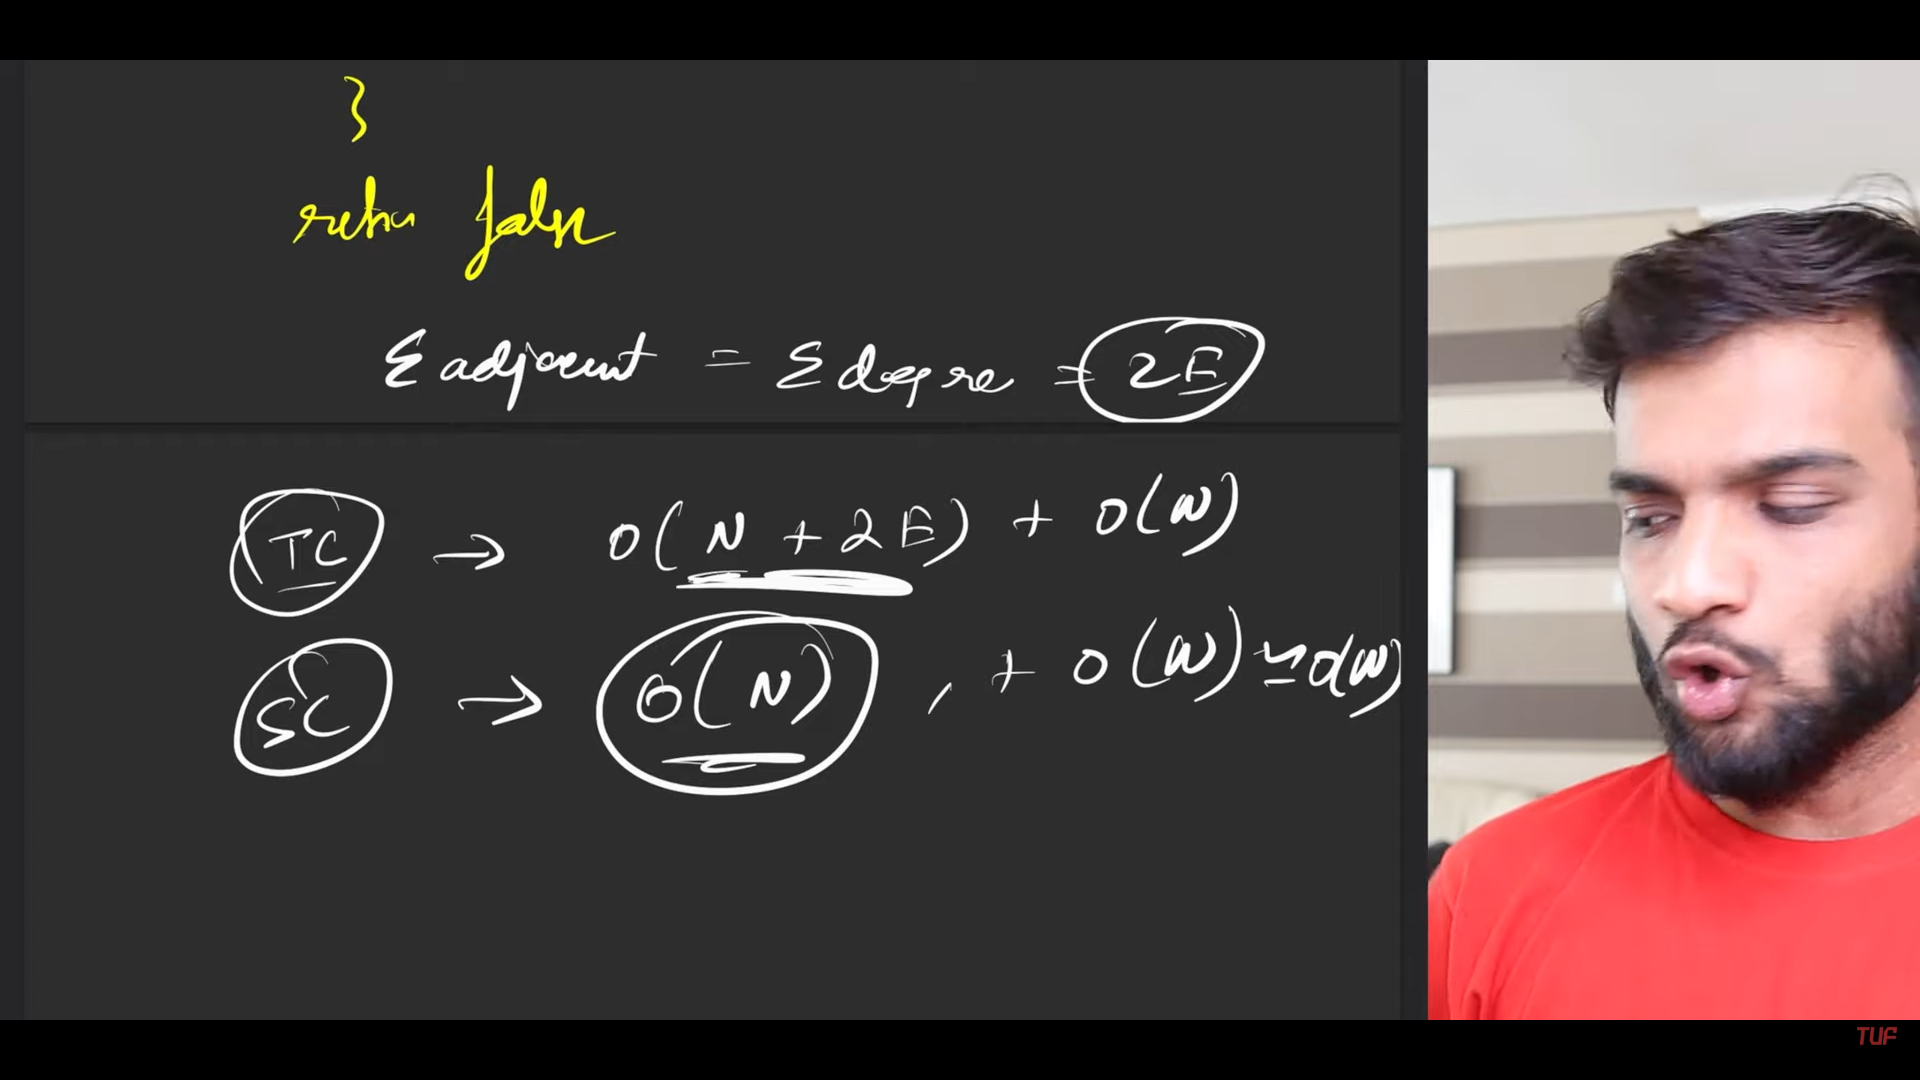 }
return false
Σ adjacent = Σ degree = 2E
TC → O(N + 2E) + O(N)
SC → O(N) , + O(N) ≃ O(N)
TUF